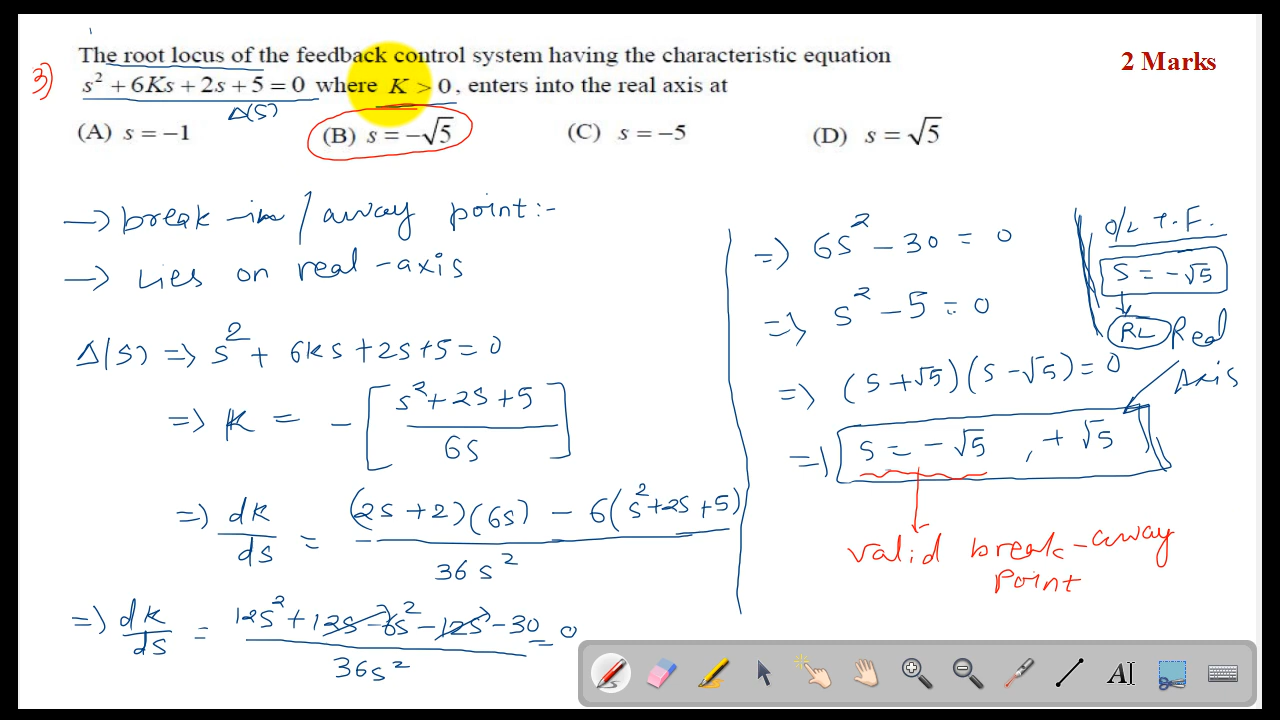 The root locus of the feedback control system having the characteristic equation
2 Marks
3) s² + 6Ks + 2s + 5 = 0 where K > 0, enters into the real axis at
Δ(S)
(A) s = −1 (B) s = −√5 (C) s = −5 (D) s = √5
→ break-in / away point:-
→ Lies on real-axis
Δ(S) ⇒ s² + 6ks + 2s + 5 = 0
⇒ K = − [ s² + 2s + 5 / 6s ]
⇒ dk/ds = (2s + 2)(6s) − 6(s² + 2s + 5) / 36s²
⇒ dk/ds = 12s² + 12s − 6s² − 12s − 30 / 36s² = 0
⇒ 6s² − 30 = 0
⇒ s² − 5 = 0
⇒ (s + √5)(s − √5) = 0
⇒ s = −√5 , + √5
valid break-away
point
O/L T.F.
S = −√5
RL Real
Axis
A